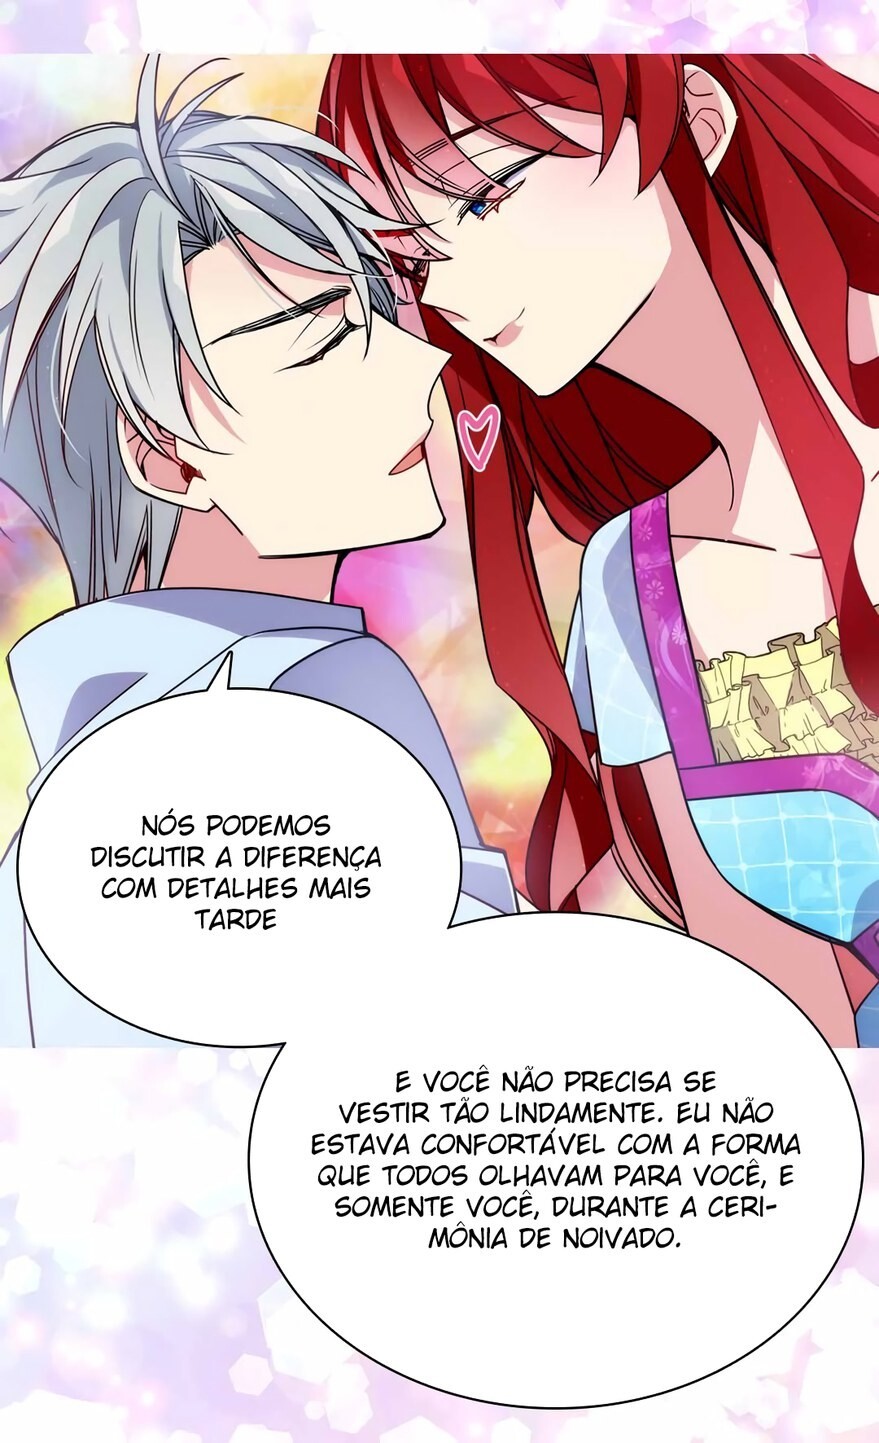 NÓS PODEMOS
DISCUTIR A DIFERENÇA
COM DETALHES MAIS
TARDE
E VOCÊ NÃO PRECISA SE
VESTIR TÃO LINDAMENTE. EU NÃO
ESTAVA CONFORTÁVEL COM A FORMA
QUE TODOS OLHAVAM PARA VOCÊ, E
SOMENTE VOCÊ, DURANTE A CERI-
MÔNIA DE NOIVADO.